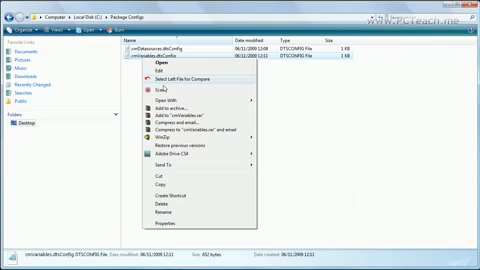 www.PCTeach.me
Computer
Local Disk (C:)
Package Configs
Organise
Views
Burn
Favorite Links
Documents
Pictures
Music
More >>
Recently Changed
Searches
Public
Folders
Desktop
Name Date modified Type Size
cmDatasources.dtsConfig 06/11/2009 12:08 DTSCONFIG File 1 KB
cmVariables.dtsConfig 06/11/2009 12:11 DTSCONFIG File 1 KB
Open
Edit
Select Left File for Compare
Open With
Add to archive...
Add to "cmVariables.rar"
Compress and email...
Compress to "cmVariables.rar" and email
WinZip
Restore previous versions
Adobe Drive CS4
Send To
Cut
Copy
Create Shortcut
Delete
Rename
Properties
cmVariables.dtsConfig Date modified: 06/11/2009 12:11 Date created: 06/11/2009 12:11
DTSCONFIG File Size: 652 bytes